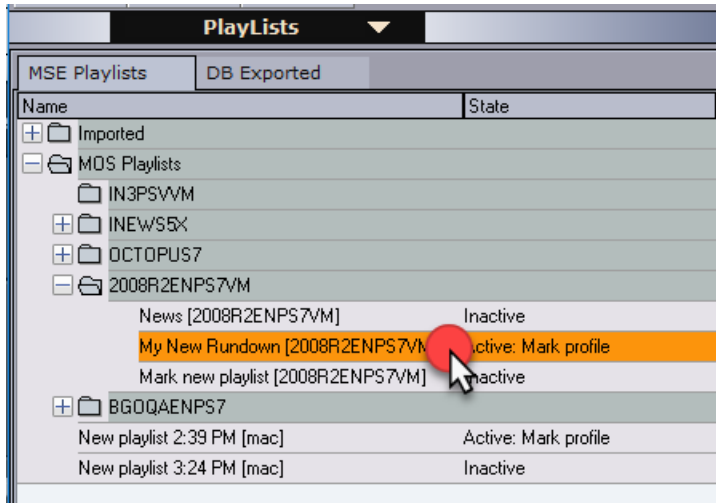 PlayLists
MSE Playlists DB Exported
Name State
Imported
MOS Playlists
IN3PSVVM
INEWS5X
OCTOPUS7
2008R2ENPS7VM
News [2008R2ENPS7VM] Inactive
My New Rundown [2008R2ENPS7VM Active: Mark profile
Mark new playlist [2008R2ENPS7VM] Inactive
BGOQAENPS7
New playlist 2:39 PM [mac] Active: Mark profile
New playlist 3:24 PM [mac] Inactive